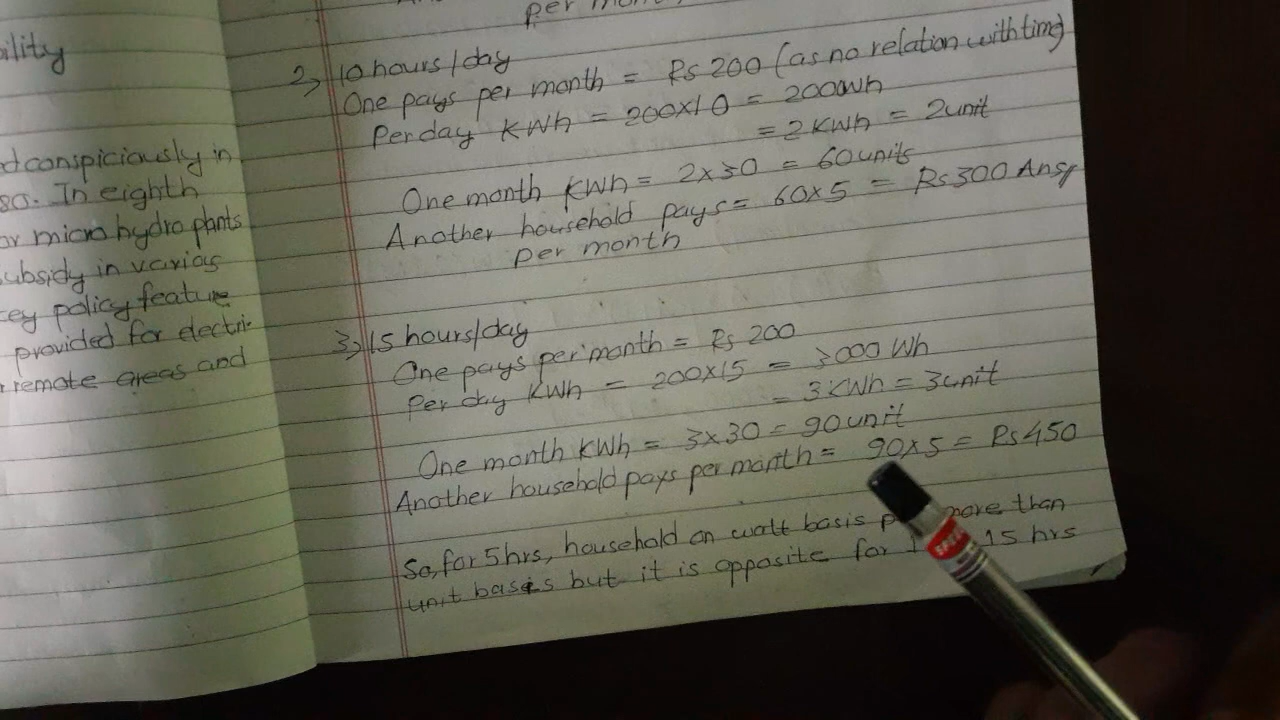 ility
d conspiciously in
so. In eighth
or micro hydro plants
subsidy in varios
key policy feature
provided for electri-
remote areas and
per month
2, 10 hours/day
One pays per month = Rs 200 (as no relation with time)
Per day KWh = 200x10 = 2000Wh
= 2 KWh = 2unit
One month KWh = 2x30 = 60units
Another household pays = 60x5 = Rs300 Ans,
per month
3, 15 hours/day
One pays per month = Rs 200
Per day KWh = 200x15 = 3000 Wh
= 3KWh = 3unit
One month KWh = 3x30 = 90unit
Another household pays per month = 90x5 = Rs450
So, for 5hrs, household on watt basis more than
unit basis but it is opposite for 15 hrs